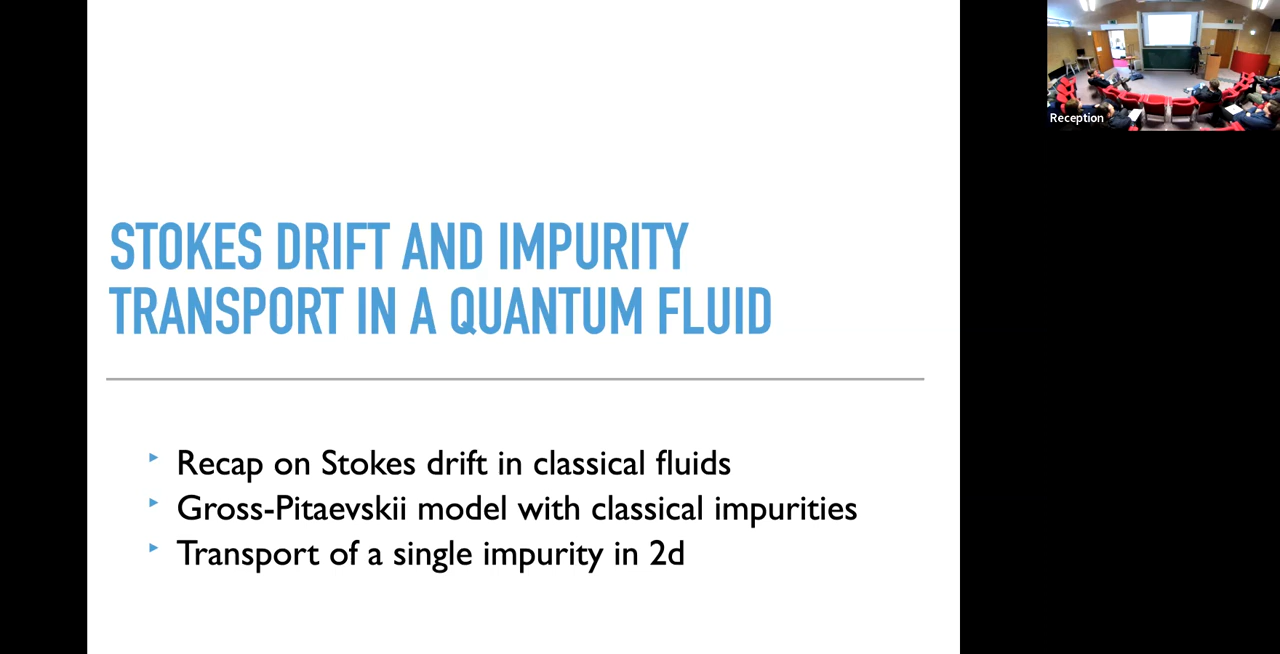 STOKES DRIFT AND IMPURITY
TRANSPORT IN A QUANTUM FLUID
Recap on Stokes drift in classical fluids
Gross-Pitaevskii model with classical impurities
Transport of a single impurity in 2d
Reception